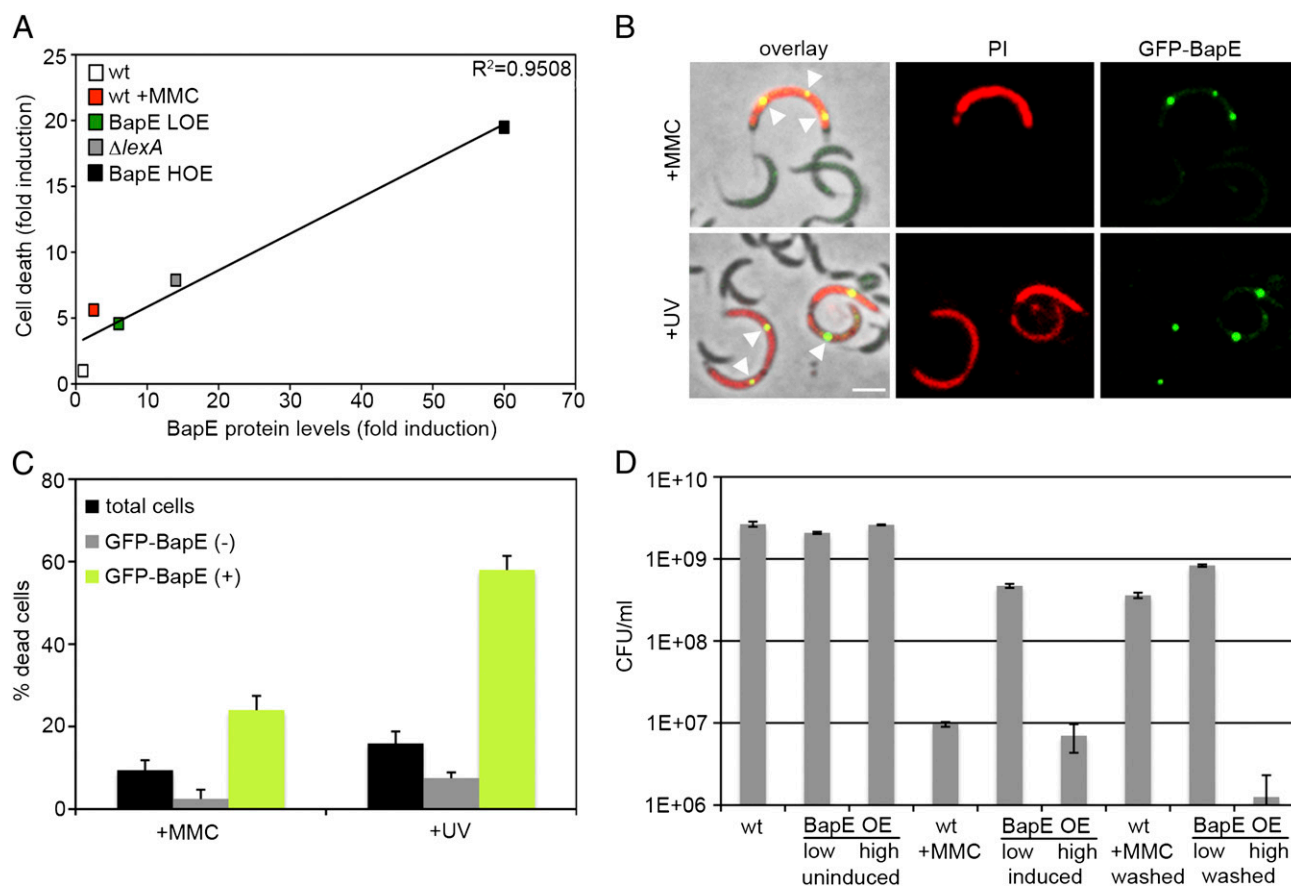 A
25
20
15
10
5
0
Cell death (fold induction)
wt
wt +MMC
BapE LOE
ΔlexA
BapE HOE
R²=0.9508
0 10 20 30 40 50 60 70
BapE protein levels (fold induction)
B
overlay PI GFP-BapE
+MMC
+UV
C
80
60
40
20
0
% dead cells
total cells
GFP-BapE (-)
GFP-BapE (+)
+MMC +UV
D
1E+10
1E+09
1E+08
1E+07
1E+06
CFU/ml
wt BapE OE wt BapE OE wt BapE OE
low high +MMC low high +MMC low high
uninduced induced washed washed